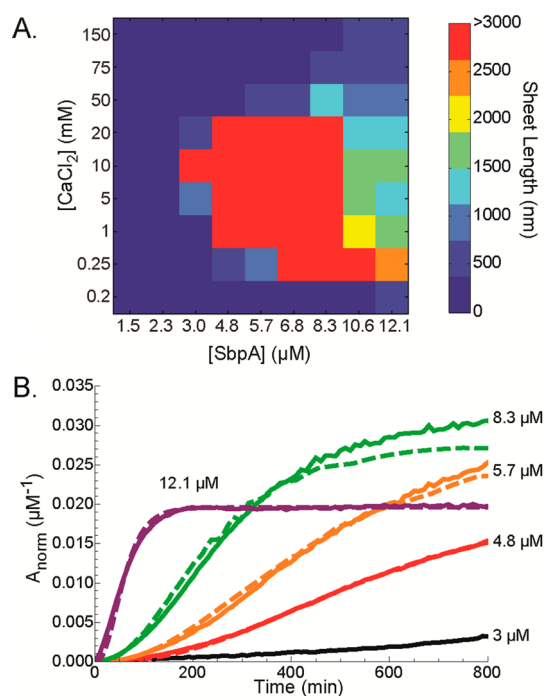 A.
150
75
50
20
10
5
1
0.25
0.2
[CaCl₂] (mM)
1.5 2.3 3.0 4.8 5.7 6.8 8.3 10.6 12.1
[SbpA] (µM)
>3000
2500
2000
1500
1000
500
0
Sheet Length (nm)
B.
0.035
0.030
0.025
0.020
0.015
0.010
0.005
0.000
Anorm (µM⁻¹)
12.1 µM
8.3 µM
5.7 µM
4.8 µM
3 µM
0 200 400 600 800
Time (min)